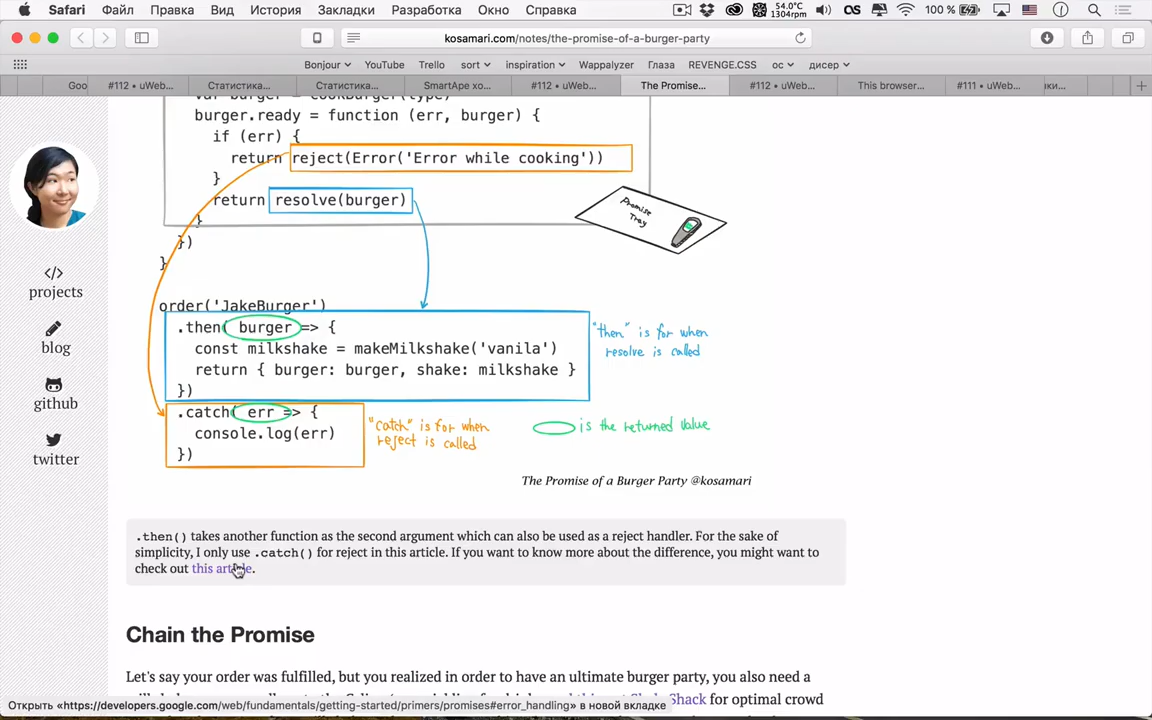 Safari Файл Правка Вид История Закладки Разработка Окно Справка 54.0°C 1304rpm 100 %
kosamari.com/notes/the-promise-of-a-burger-party
Bonjour YouTube Trello sort inspiration Wappalyzer Глаза REVENGE.CSS ос дисер
Goo #112 • uWeb... Статистика... Статистика... SmartApe хо... #112 • uWeb... The Promise... #112 • uWeb... This browser... #111 • uWeb... ки...
var burger = cookBurger(type)
burger.ready = function (err, burger) {
if (err) {
return reject(Error('Error while cooking'))
}
return resolve(burger)
}
})
}
Promise
Tray
projects
blog
github
twitter
order('JakeBurger')
.then( burger => {
const milkshake = makeMilkshake('vanila')
return { burger: burger, shake: milkshake }
})
.catch( err => {
console.log(err)
})
"then" is for when
resolve is called
"catch" is for when
reject is called
is the returned value
The Promise of a Burger Party @kosamari
.then() takes another function as the second argument which can also be used as a reject handler. For the sake of
simplicity, I only use .catch() for reject in this article. If you want to know more about the difference, you might want to
check out this article.
Chain the Promise
Let's say your order was fulfilled, but you realized in order to have an ultimate burger party, you also need a
Shack for optimal crowd
Открыть «https://developers.google.com/web/fundamentals/getting-started/primers/promises#error_handling» в новой вкладке